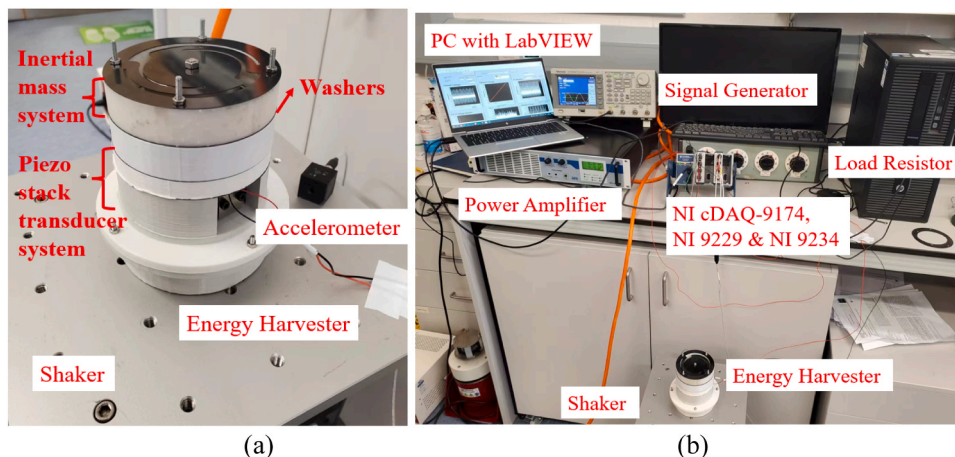 Inertial
mass
system
Washers
Piezo
stack
transducer
system
Accelerometer
Energy Harvester
Shaker
(a)
PC with LabVIEW
Signal Generator
Load Resistor
Power Amplifier
NI cDAQ-9174,
NI 9229 & NI 9234
Energy Harvester
Shaker
(b)